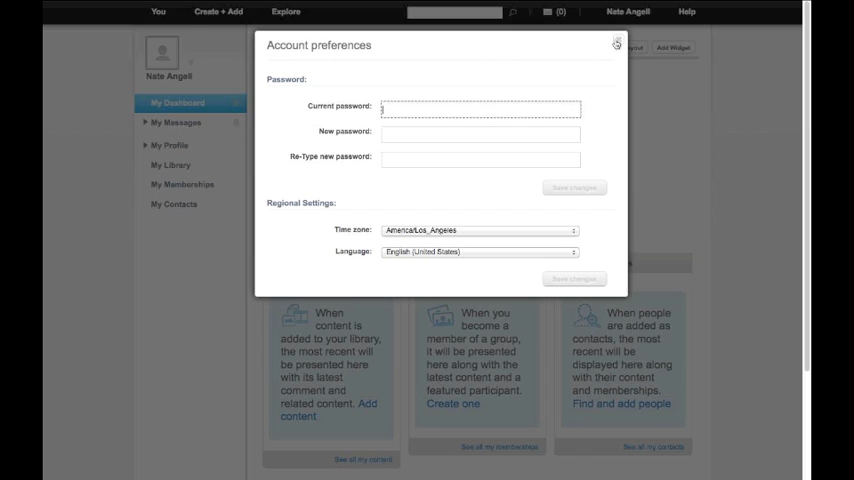 You Create + Add Explore (0) Nate Angell Help
Account preferences
Add Widget
Nate Angell
Password:
My Dashboard
Current password:
My Messages
New password:
My Profile
Re-Type new password:
My Library
My Memberships
Save changes
My Contacts
Regional Settings:
Time zone: America/Los_Angeles
Language: English (United States)
Save changes
When
content is
added to your library,
the most recent will
be presented here
with its latest
comment and
related content. Add
content
When you
become a
member of a group,
it will be presented
here along with the
latest content and a
featured participant.
Create one
When people
are added as
contacts, the most
recent will be
displayed here along
with their content
and memberships.
Find and add people
See all my content
See all my memberships
See all my contacts